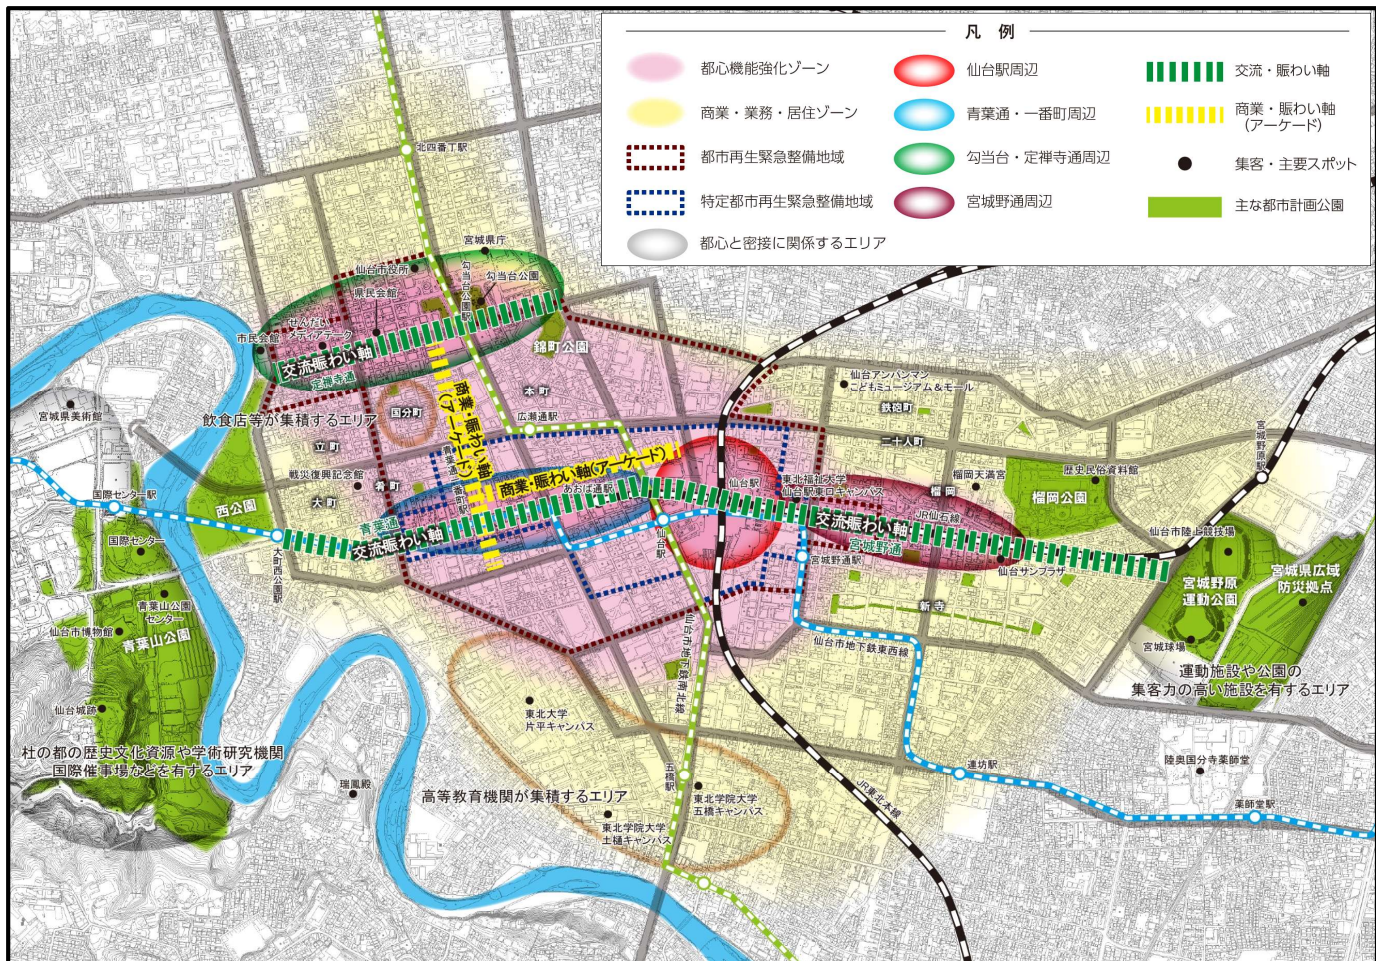 凡 例
都心機能強化ゾーン
商業・業務・居住ゾーン
都市再生緊急整備地域
特定都市再生緊急整備地域
都心と密接に関係するエリア
仙台駅周辺
青葉通・一番町周辺
勾当台・定禅寺通周辺
宮城野通周辺
交流・賑わい軸
商業・賑わい軸
(アーケード)
集客・主要スポット
主な都市計画公園
北四番丁駅
宮城県庁
仙台市役所
勾当台公園
勾当台公園駅
県民会館
せんだい
メディアテーク
市民会館
交流賑わい軸
定禅寺通
錦町公園
宮城県美術館
飲食店等が集積するエリア
国分町
商業・賑わい軸
(アーケード)
本町
広瀬通駅
仙台アンパンマン
こどもミュージアム&モール
鉄砲町
二十人町
立町
戦災復興記念館
肴町
大町
青葉通一番町駅
商業・賑わい軸(アーケード)
あおば通駅
仙台駅
東北福祉大学
仙台駅東口キャンパス
榴岡
榴岡天満宮
歴史民俗資料館
榴岡公園
宮城野原駅
国際センター駅
西公園
青葉通
交流賑わい軸
仙台駅
交流賑わい軸
JR仙石線
宮城野通
仙台市陸上競技場
国際センター
大町西公園駅
宮城野通駅
仙台サンプラザ
宮城野原
運動公園
宮城県広域
防災拠点
青葉山公園
センター
仙台市博物館
青葉山公園
新寺
仙台市地下鉄東西線
仙台市地下鉄南北線
宮城球場
運動施設や公園の
集客力の高い施設を有するエリア
仙台城跡
東北大学
片平キャンパス
杜の都の歴史文化資源や学術研究機関
国際催事場などを有するエリア
瑞鳳殿
高等教育機関が集積するエリア
五橋駅
東北学院大学
五橋キャンパス
東北学院大学
土樋キャンパス
JR東北本線
連坊駅
陸奥国分寺薬師堂
薬師堂駅